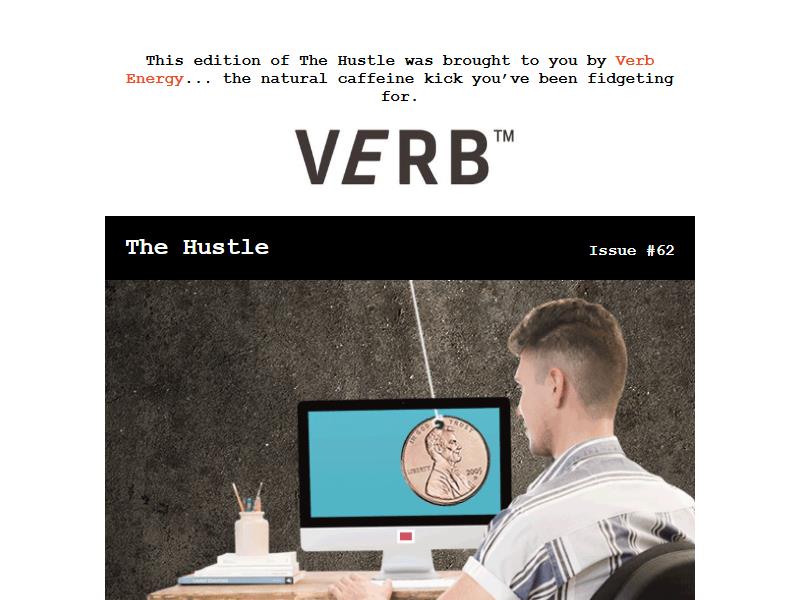 This edition of The Hustle was brought to you by Verb
Energy... the natural caffeine kick you’ve been fidgeting
for.
VERB™
The Hustle
Issue #62
IN GOD
TRUST
LIBERTY
2005